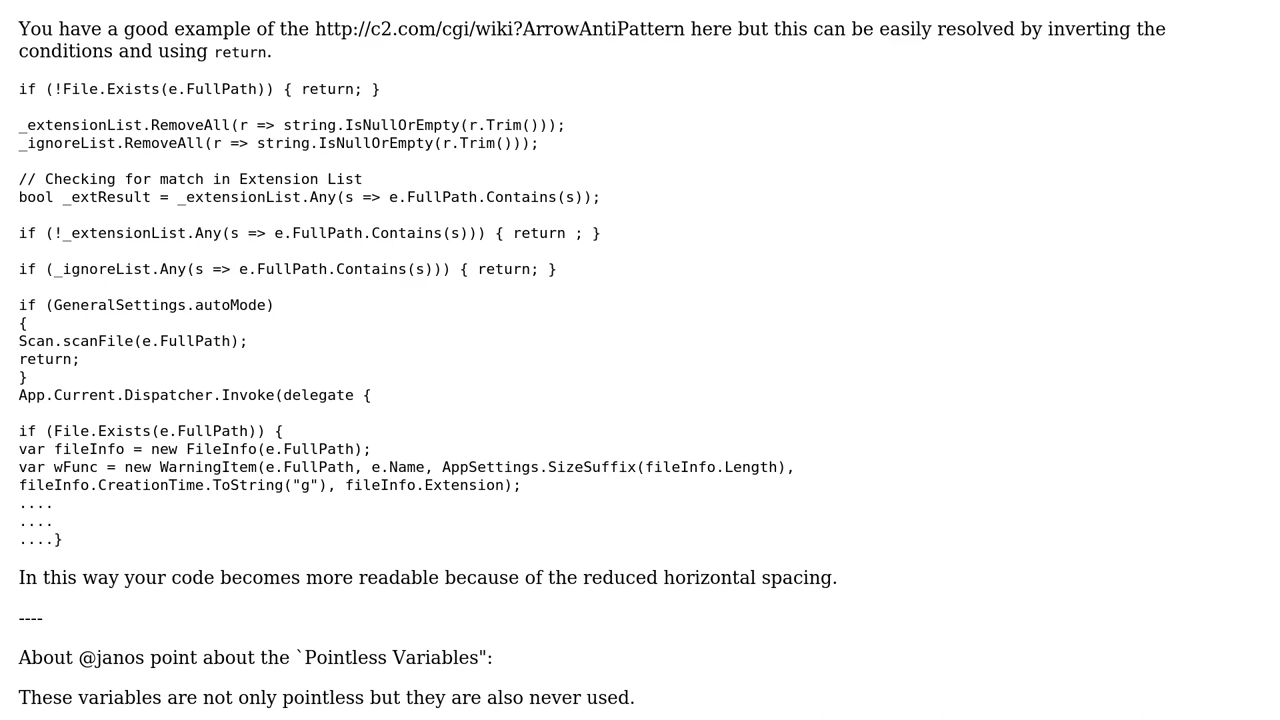 You have a good example of the http://c2.com/cgi/wiki?ArrowAntiPattern here but this can be easily resolved by inverting the
conditions and using return.
if (!File.Exists(e.FullPath)) { return; }
_extensionList.RemoveAll(r => string.IsNullOrEmpty(r.Trim()));
_ignoreList.RemoveAll(r => string.IsNullOrEmpty(r.Trim()));
// Checking for match in Extension List
bool _extResult = _extensionList.Any(s => e.FullPath.Contains(s));
if (!_extensionList.Any(s => e.FullPath.Contains(s))) { return ; }
if (_ignoreList.Any(s => e.FullPath.Contains(s))) { return; }
if (GeneralSettings.autoMode)
{
Scan.scanFile(e.FullPath);
return;
}
App.Current.Dispatcher.Invoke(delegate {
if (File.Exists(e.FullPath)) {
var fileInfo = new FileInfo(e.FullPath);
var wFunc = new WarningItem(e.FullPath, e.Name, AppSettings.SizeSuffix(fileInfo.Length),
fileInfo.CreationTime.ToString("g"), fileInfo.Extension);
....
....
....}
In this way your code becomes more readable because of the reduced horizontal spacing.
----
About @janos point about the `Pointless Variables":
These variables are not only pointless but they are also never used.